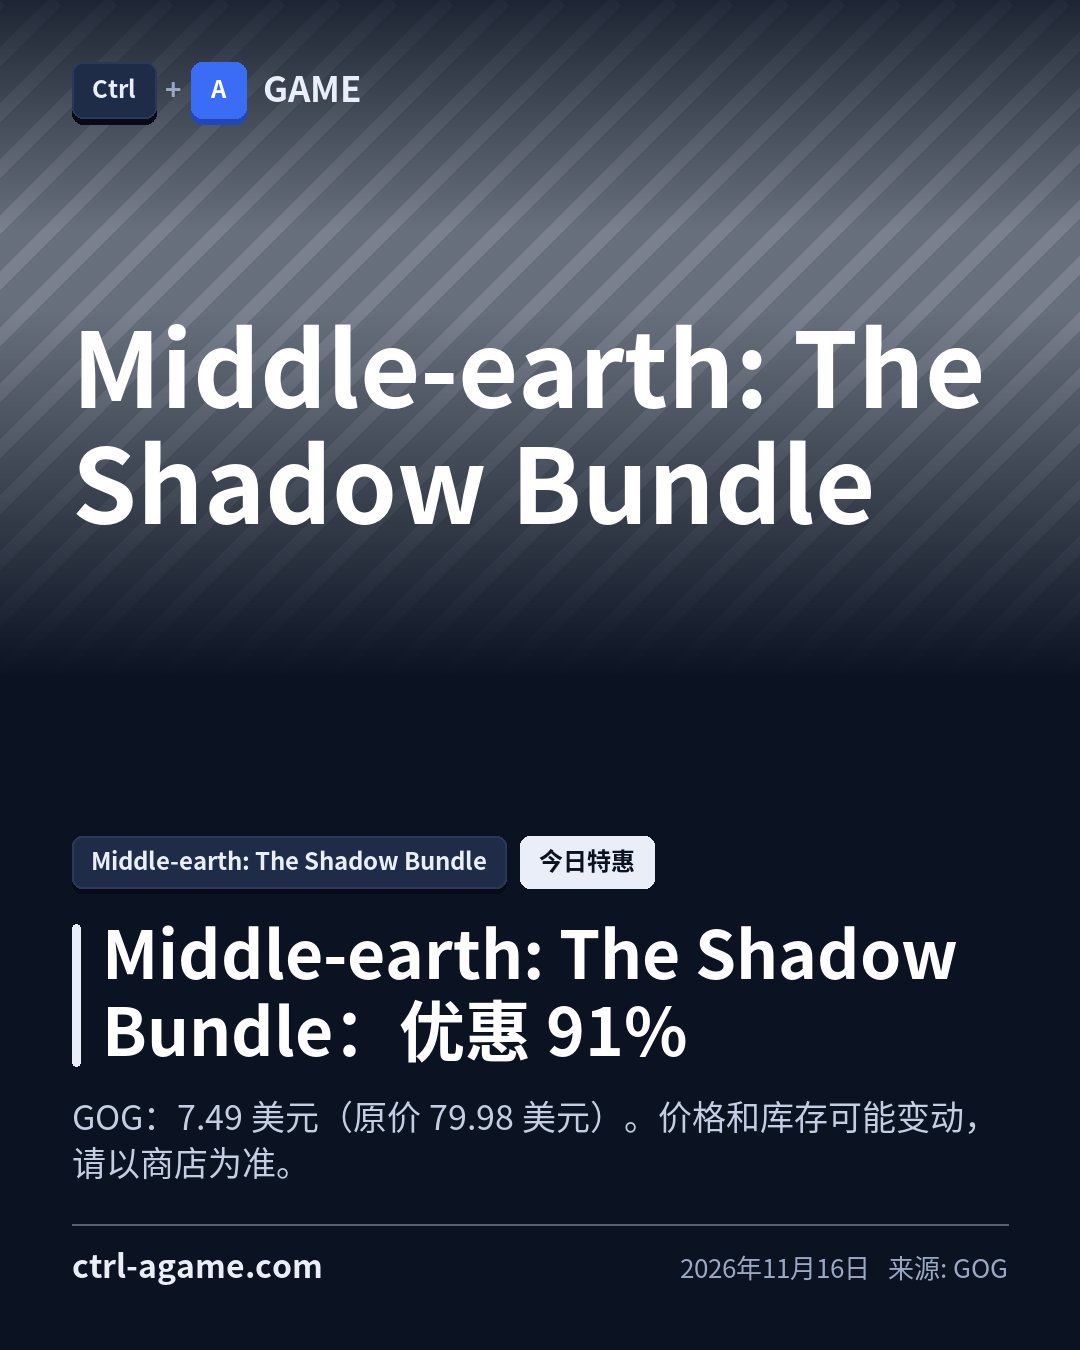 Ctrl + A GAME
Middle-earth: The
Shadow Bundle
Middle-earth: The Shadow Bundle 今日特惠
Middle-earth: The Shadow
Bundle：优惠 91%
GOG：7.49 美元（原价 79.98 美元）。价格和库存可能变动，
请以商店为准。
ctrl-agame.com 2026年11月16日 来源: GOG